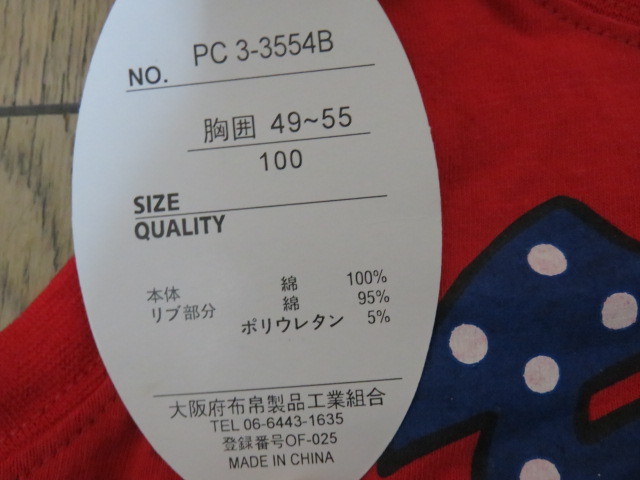 NO. PC 3-3554B
胸囲 49~55
100
SIZE
QUALITY
本体 綿 100%
リブ部分 綿 95%
ポリウレタン 5%
大阪府布帛製品工業組合
TEL 06-6443-1635
登録番号OF-025
MADE IN CHINA